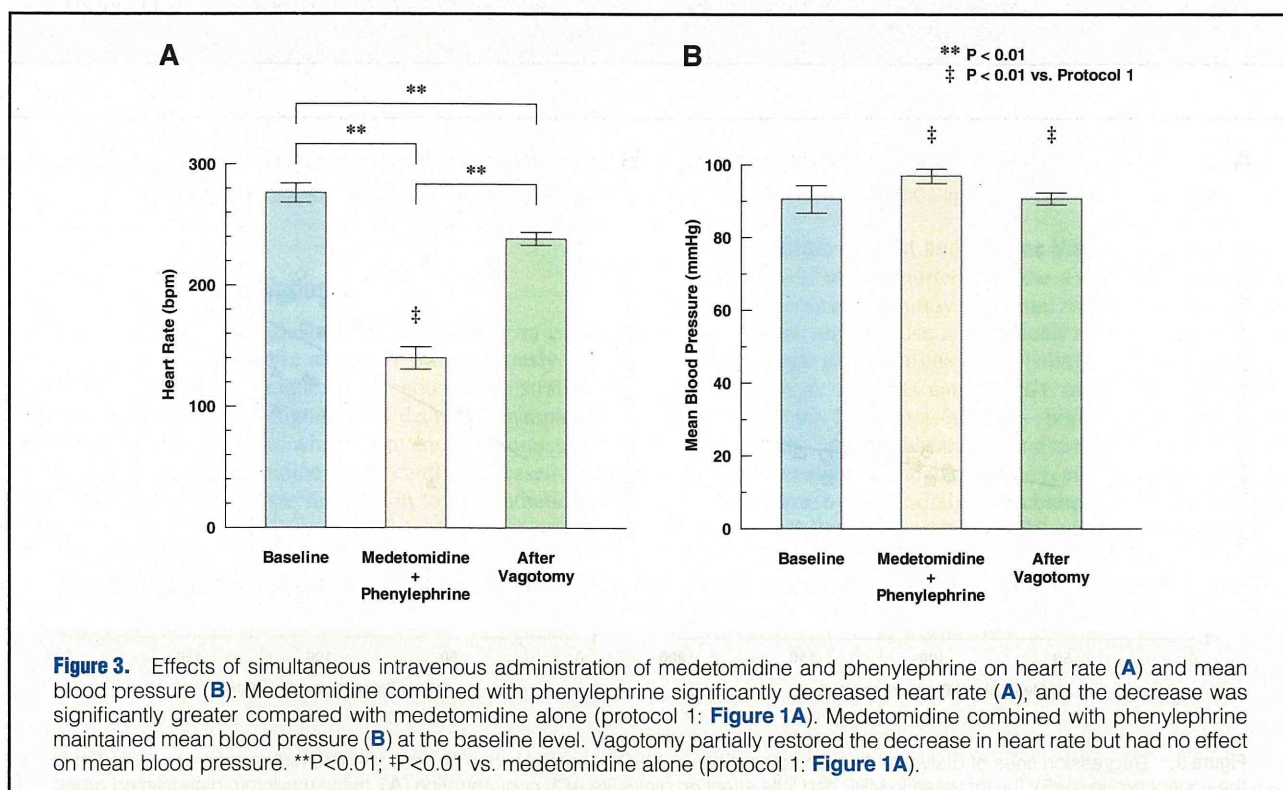 A
B
** P < 0.01
‡ P < 0.01 vs. Protocol 1
**
**
**
‡
‡
‡
Heart Rate (bpm)
300
200
100
0
Baseline
Medetomidine
+
Phenylephrine
After
Vagotomy
Mean Blood Pressure (mmHg)
100
80
60
40
20
0
Baseline
Medetomidine
+
Phenylephrine
After
Vagotomy
Figure 3. Effects of simultaneous intravenous administration of medetomidine and phenylephrine on heart rate (A) and mean
blood pressure (B). Medetomidine combined with phenylephrine significantly decreased heart rate (A), and the decrease was
significantly greater compared with medetomidine alone (protocol 1: Figure 1A). Medetomidine combined with phenylephrine
maintained mean blood pressure (B) at the baseline level. Vagotomy partially restored the decrease in heart rate but had no effect
on mean blood pressure. **P<0.01; ‡P<0.01 vs. medetomidine alone (protocol 1: Figure 1A).